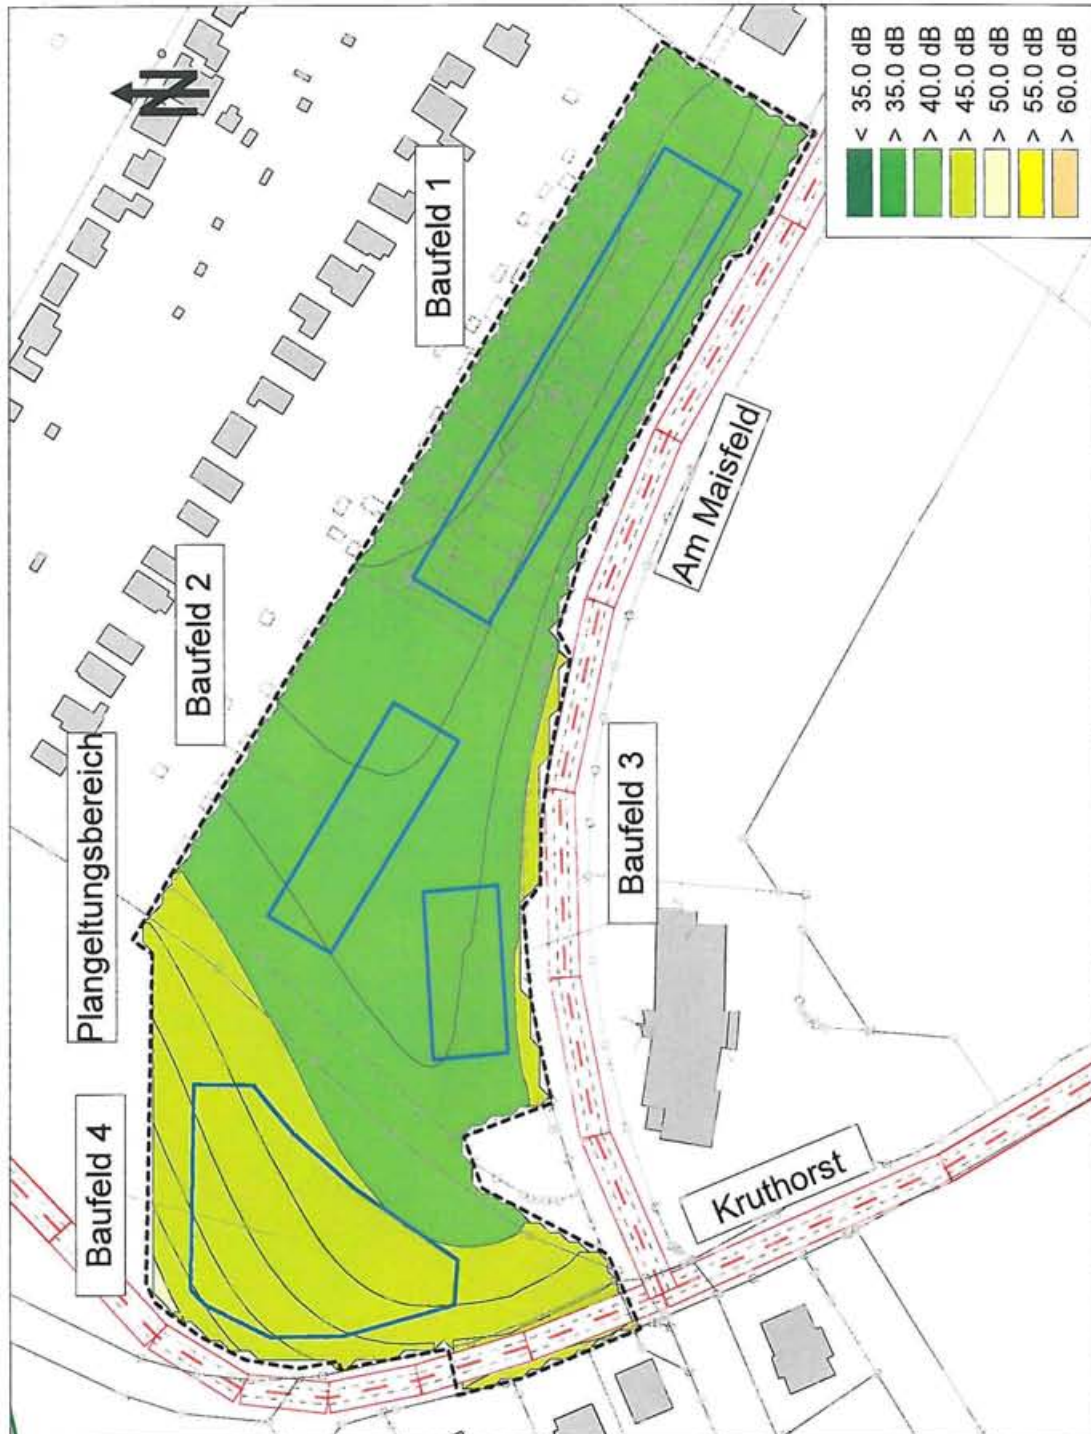 N
Baufeld 1
Baufeld 2
Plangeltungsbereich
Baufeld 4
Am Maisfeld
Baufeld 3
Kruthorst
< 35.0 dB
> 35.0 dB
> 40.0 dB
> 45.0 dB
> 50.0 dB
> 55.0 dB
> 60.0 dB